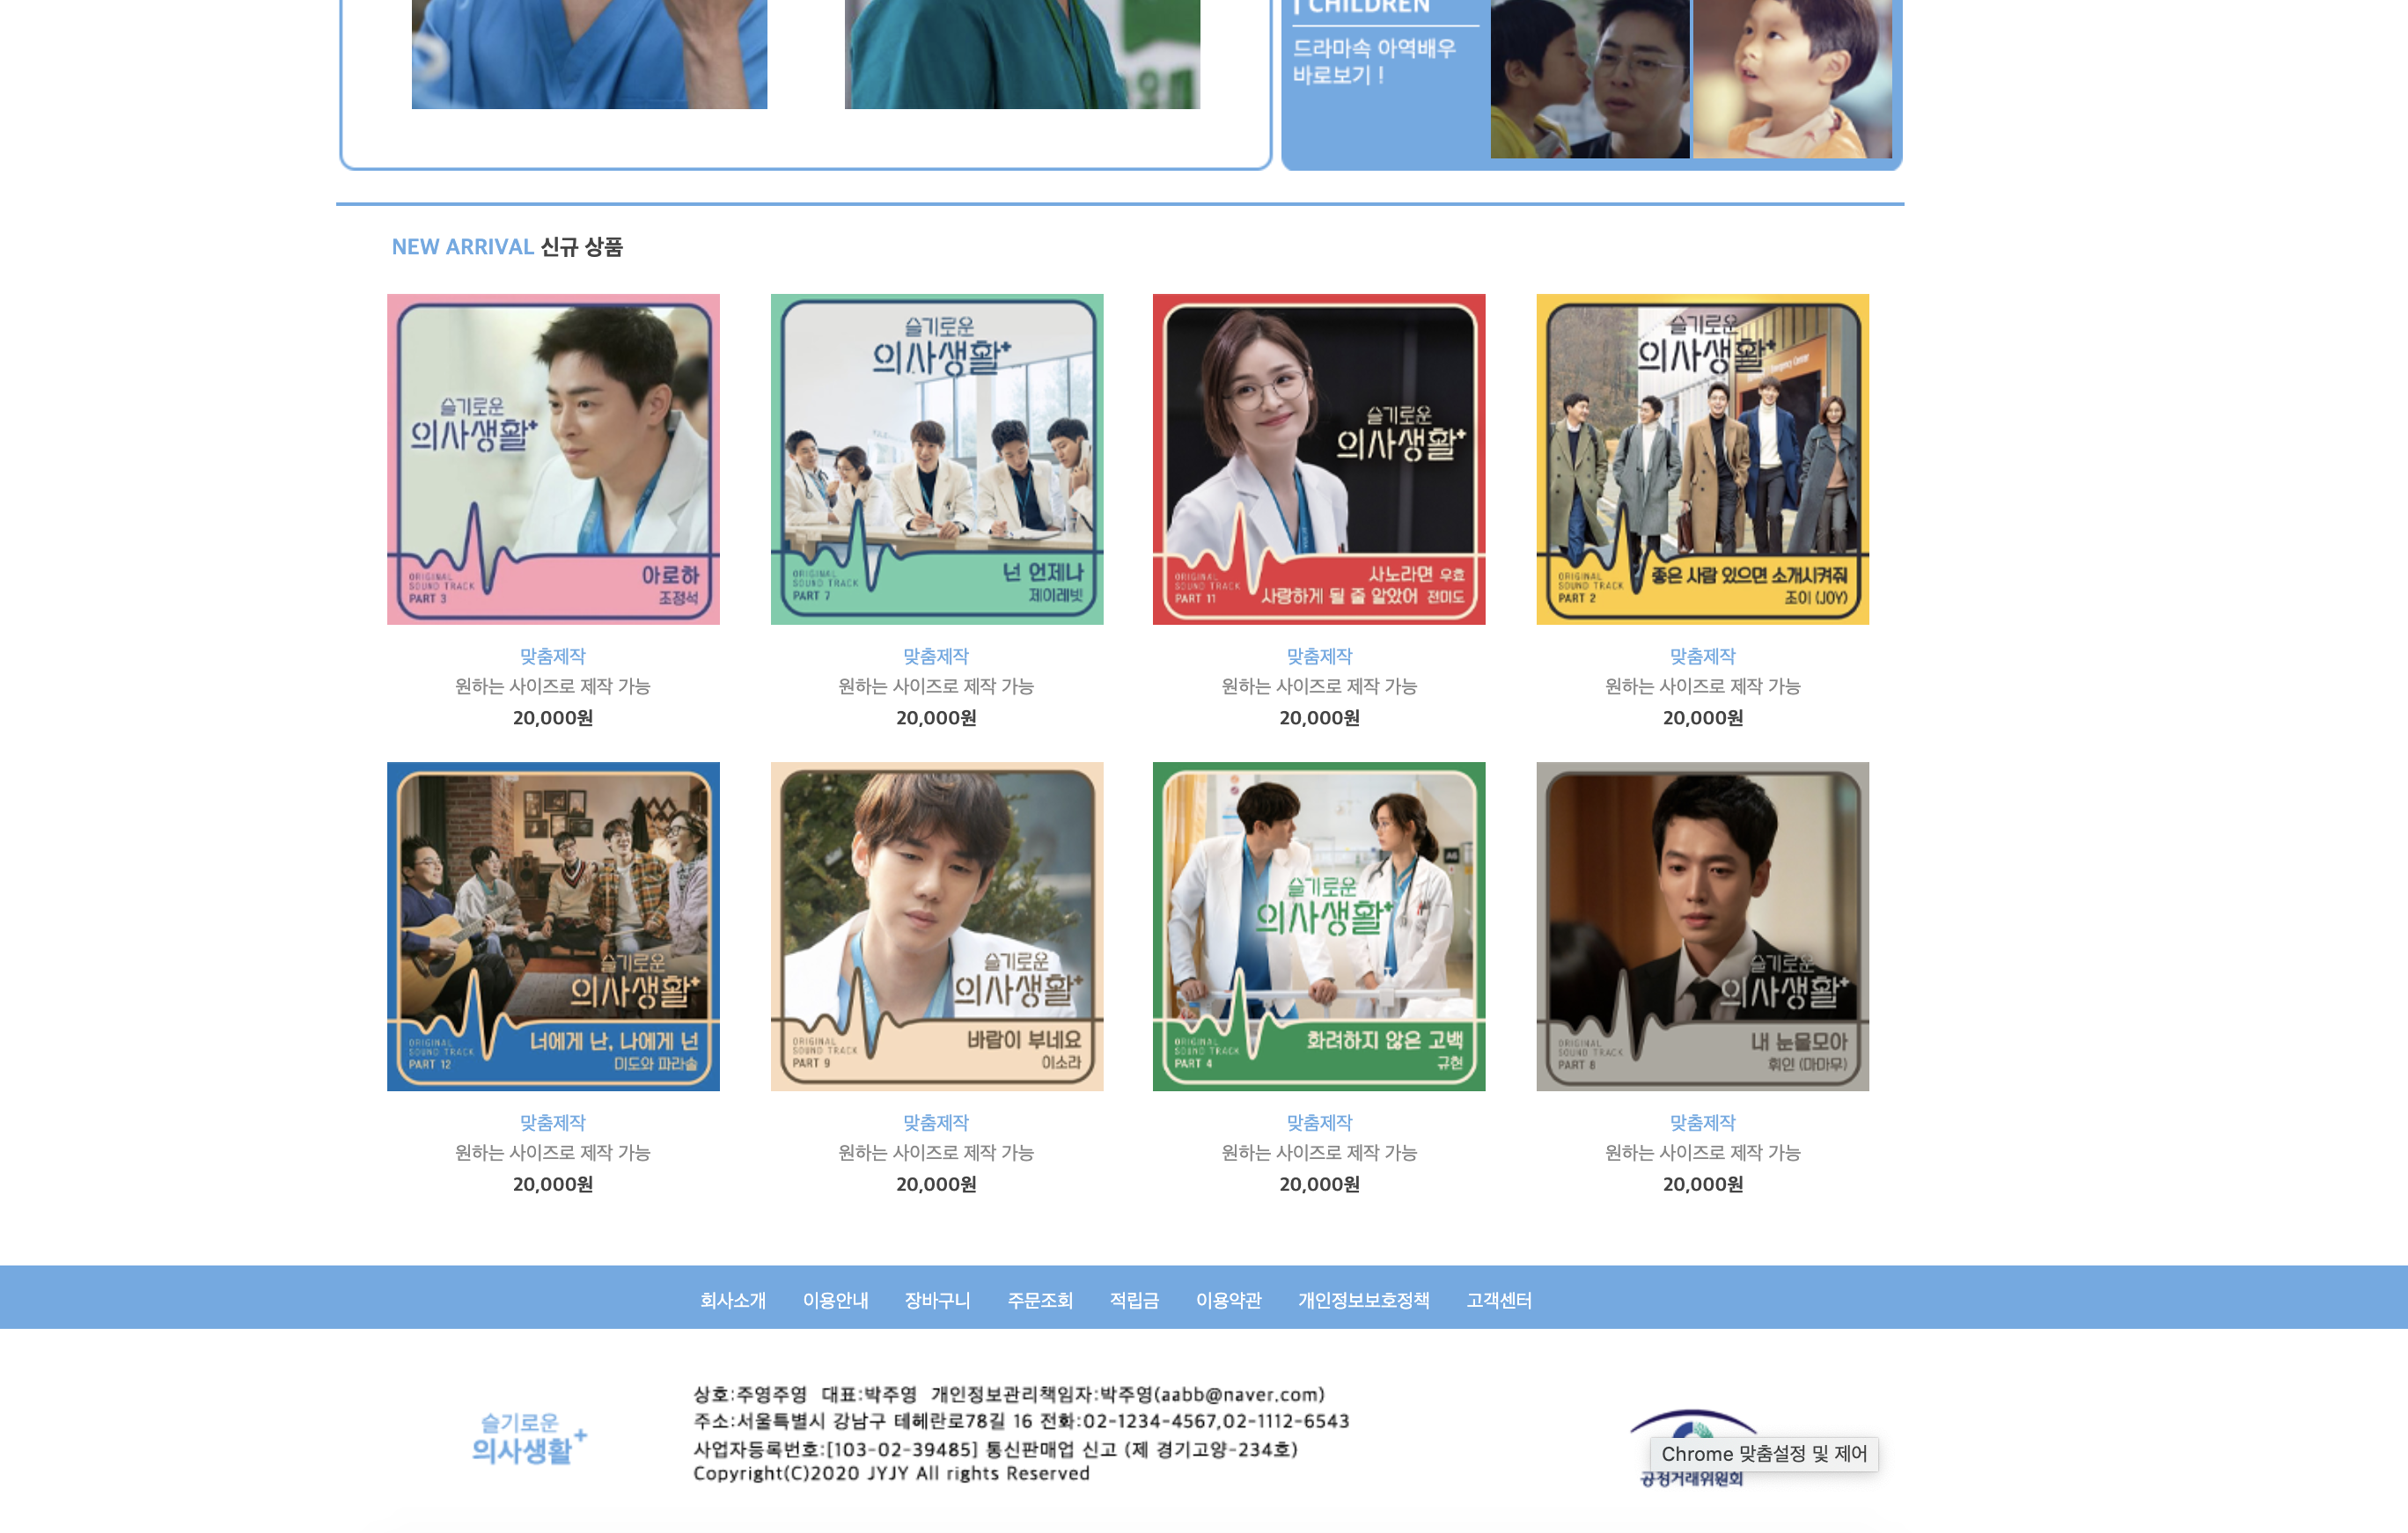 CHILDREN
드라마속 아역배우
바로보기 !
NEW ARRIVAL 신규 상품
슬기로운
의사생활+
ORIGINAL
SOUND TRACK
PART 3
아로하
조정석
슬기로운
의사생활+
ORIGINAL
SOUND TRACK
PART 7
넌 언제나
제이레빗
슬기로운
의사생활+
ORIGINAL
SOUND TRACK
PART 11
사노라면 우효
사랑하게 될 줄 알았어 전미도
슬기로운
의사생활+
Emergency Center
ORIGINAL
SOUND TRACK
PART 2
좋은 사람 있으면 소개시켜줘
조이 (JOY)
맞춤제작
원하는 사이즈로 제작 가능
20,000원
맞춤제작
원하는 사이즈로 제작 가능
20,000원
맞춤제작
원하는 사이즈로 제작 가능
20,000원
맞춤제작
원하는 사이즈로 제작 가능
20,000원
슬기로운
의사생활+
ORIGINAL
SOUND TRACK
PART 12
너에게 난, 나에게 넌
미도와 파라솔
슬기로운
의사생활+
ORIGINAL
SOUND TRACK
PART 9
바람이 부네요
이소라
슬기로운
의사생활+
ORIGINAL
SOUND TRACK
PART 4
화려하지 않은 고백
규현
슬기로운
의사생활+
ORIGINAL
SOUND TRACK
PART 8
내 눈물모아
휘인 (마마무)
맞춤제작
원하는 사이즈로 제작 가능
20,000원
맞춤제작
원하는 사이즈로 제작 가능
20,000원
맞춤제작
원하는 사이즈로 제작 가능
20,000원
맞춤제작
원하는 사이즈로 제작 가능
20,000원
회사소개 이용안내 장바구니 주문조회 적립금 이용약관 개인정보보호정책 고객센터
슬기로운
의사생활+
상호:주영주영 대표:박주영 개인정보관리책임자:박주영(aabb@naver.com)
주소:서울특별시 강남구 테헤란로78길 16 전화:02-1234-4567,02-1112-6543
사업자등록번호:[103-02-39485] 통신판매업 신고 (제 경기고양-234호)
Copyright(C)2020 JYJY All rights Reserved
Chrome 맞춤설정 및 제어
공정거래위원회